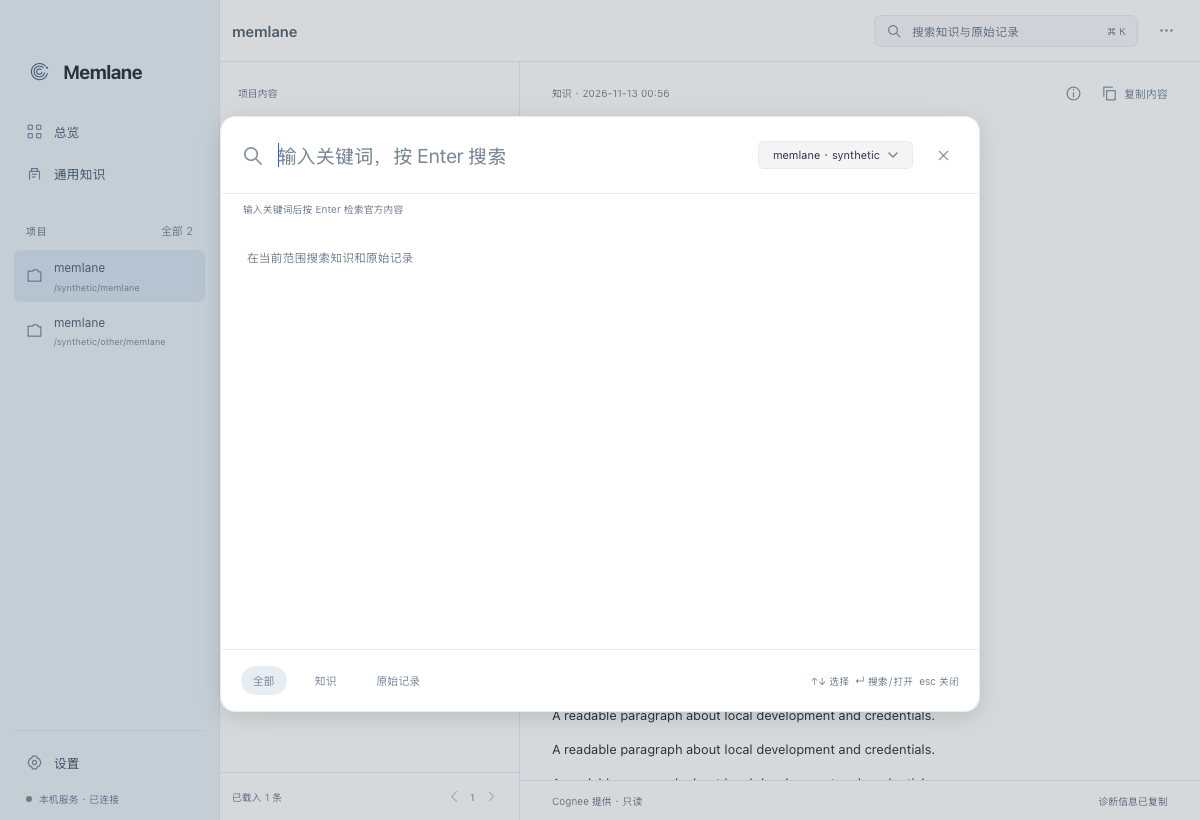 Memlane
总览
通用知识
项目
全部 2
memlane
/synthetic/memlane
memlane
/synthetic/other/memlane
设置
本机服务 · 已连接
memlane
搜索知识与原始记录
⌘ K
项目内容
知识 · 2026-11-13 00:56
复制内容
输入关键词，按 Enter 搜索
memlane · synthetic
输入关键词后按 Enter 检索官方内容
在当前范围搜索知识和原始记录
全部
知识
原始记录
↑↓ 选择 ↵ 搜索/打开 esc 关闭
A readable paragraph about local development and credentials.
A readable paragraph about local development and credentials.
已载入 1 条
1
Cognee 提供 · 只读
诊断信息已复制